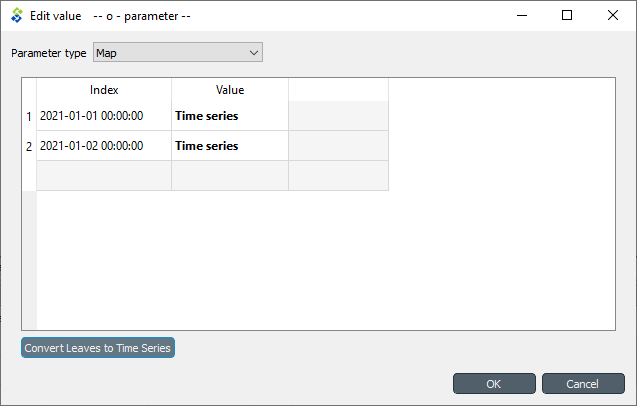 Edit value -- o - parameter --
Parameter type Map
Index Value
1 2021-01-01 00:00:00 Time series
2 2021-01-02 00:00:00 Time series
Convert Leaves to Time Series
OK Cancel